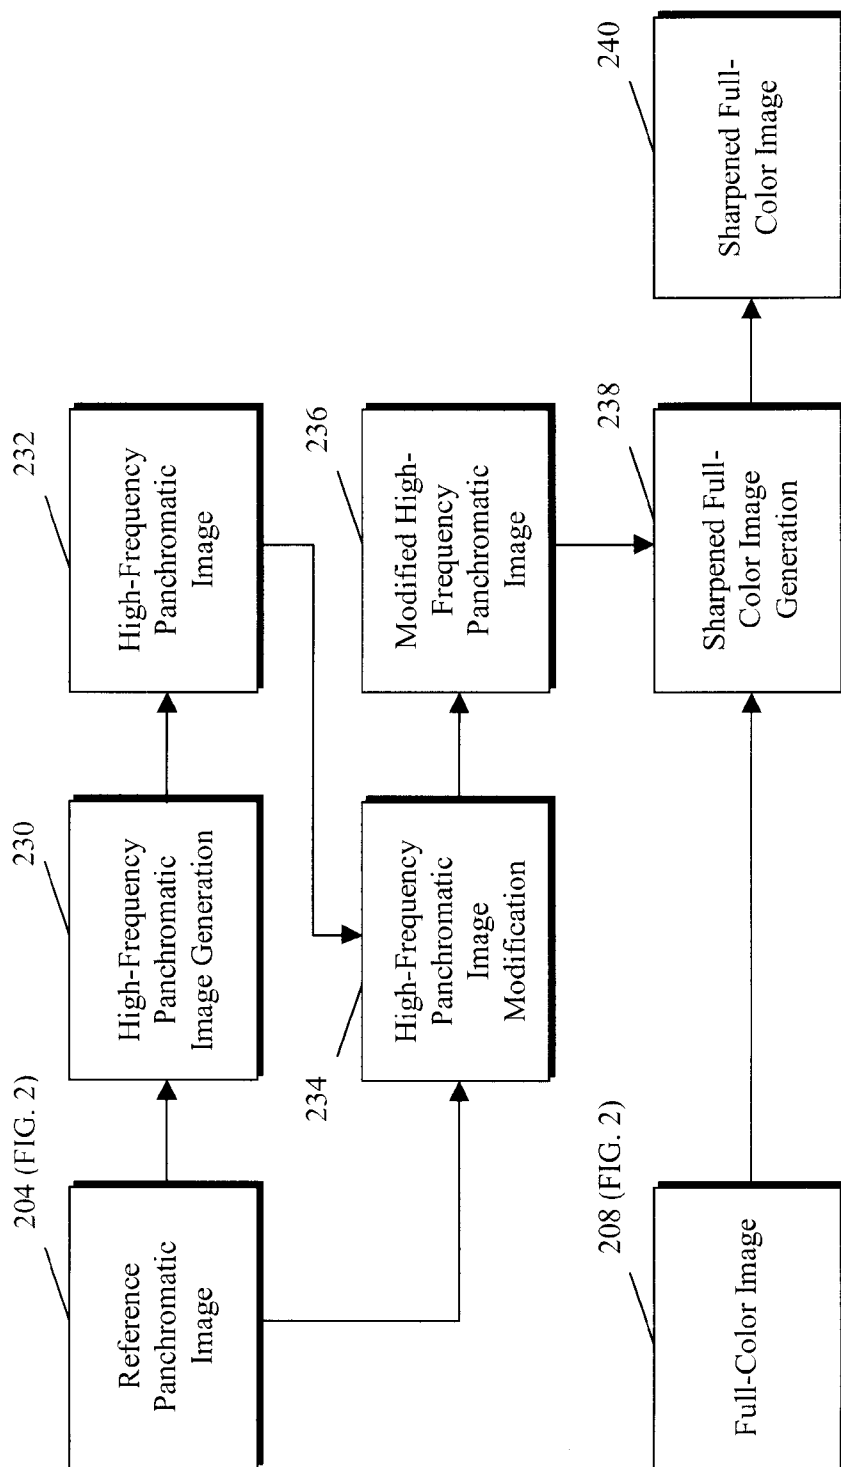 204 (FIG. 2)
Reference
Panchromatic
Image
230
High-Frequency
Panchromatic
Image Generation
232
High-Frequency
Panchromatic
Image
234
High-Frequency
Panchromatic
Image
Modification
236
Modified High-
Frequency
Panchromatic
Image
208 (FIG. 2)
Full-Color Image
238
Sharpened Full-
Color Image
Generation
240
Sharpened Full-
Color Image